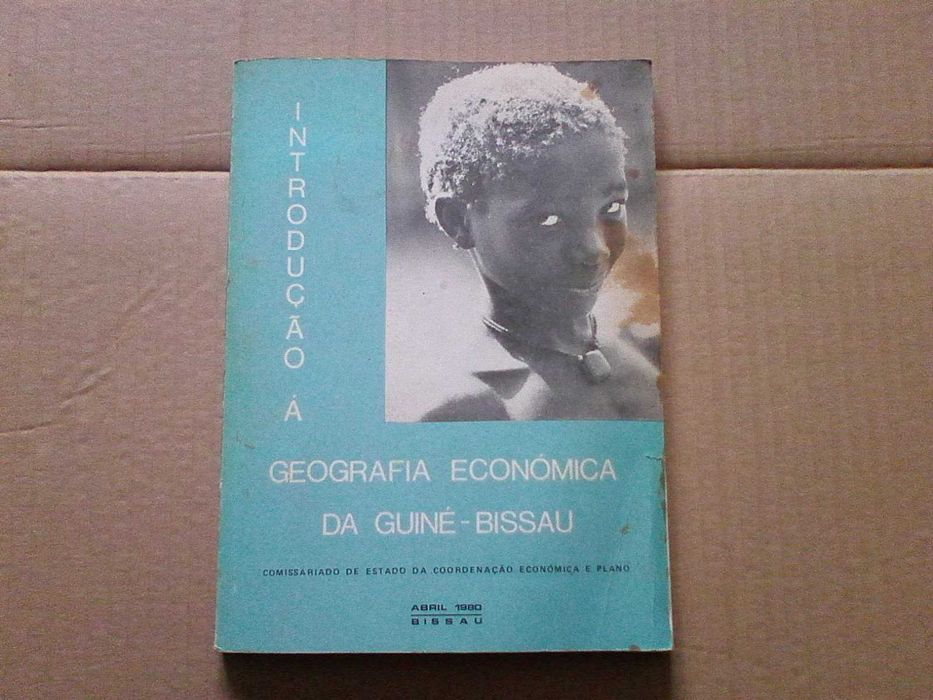 INTRODUÇÃO Á
GEOGRAFIA ECONÓMICA
DA GUINÉ-BISSAU
COMISSARIADO DE ESTADO DA COORDENAÇÃO ECONÓMICA E PLANO
ABRIL 1980
BISSAU